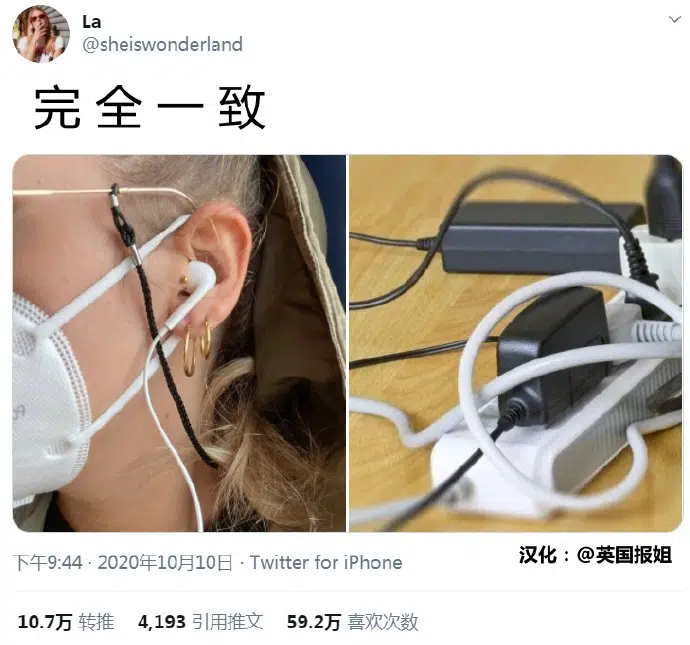 La
@sheiswonderland
完全一致
下午9:44 · 2020年10月10日 · Twitter for iPhone
汉化：@英国报姐
10.7万 转推 4,193 引用推文 59.2万 喜欢次数